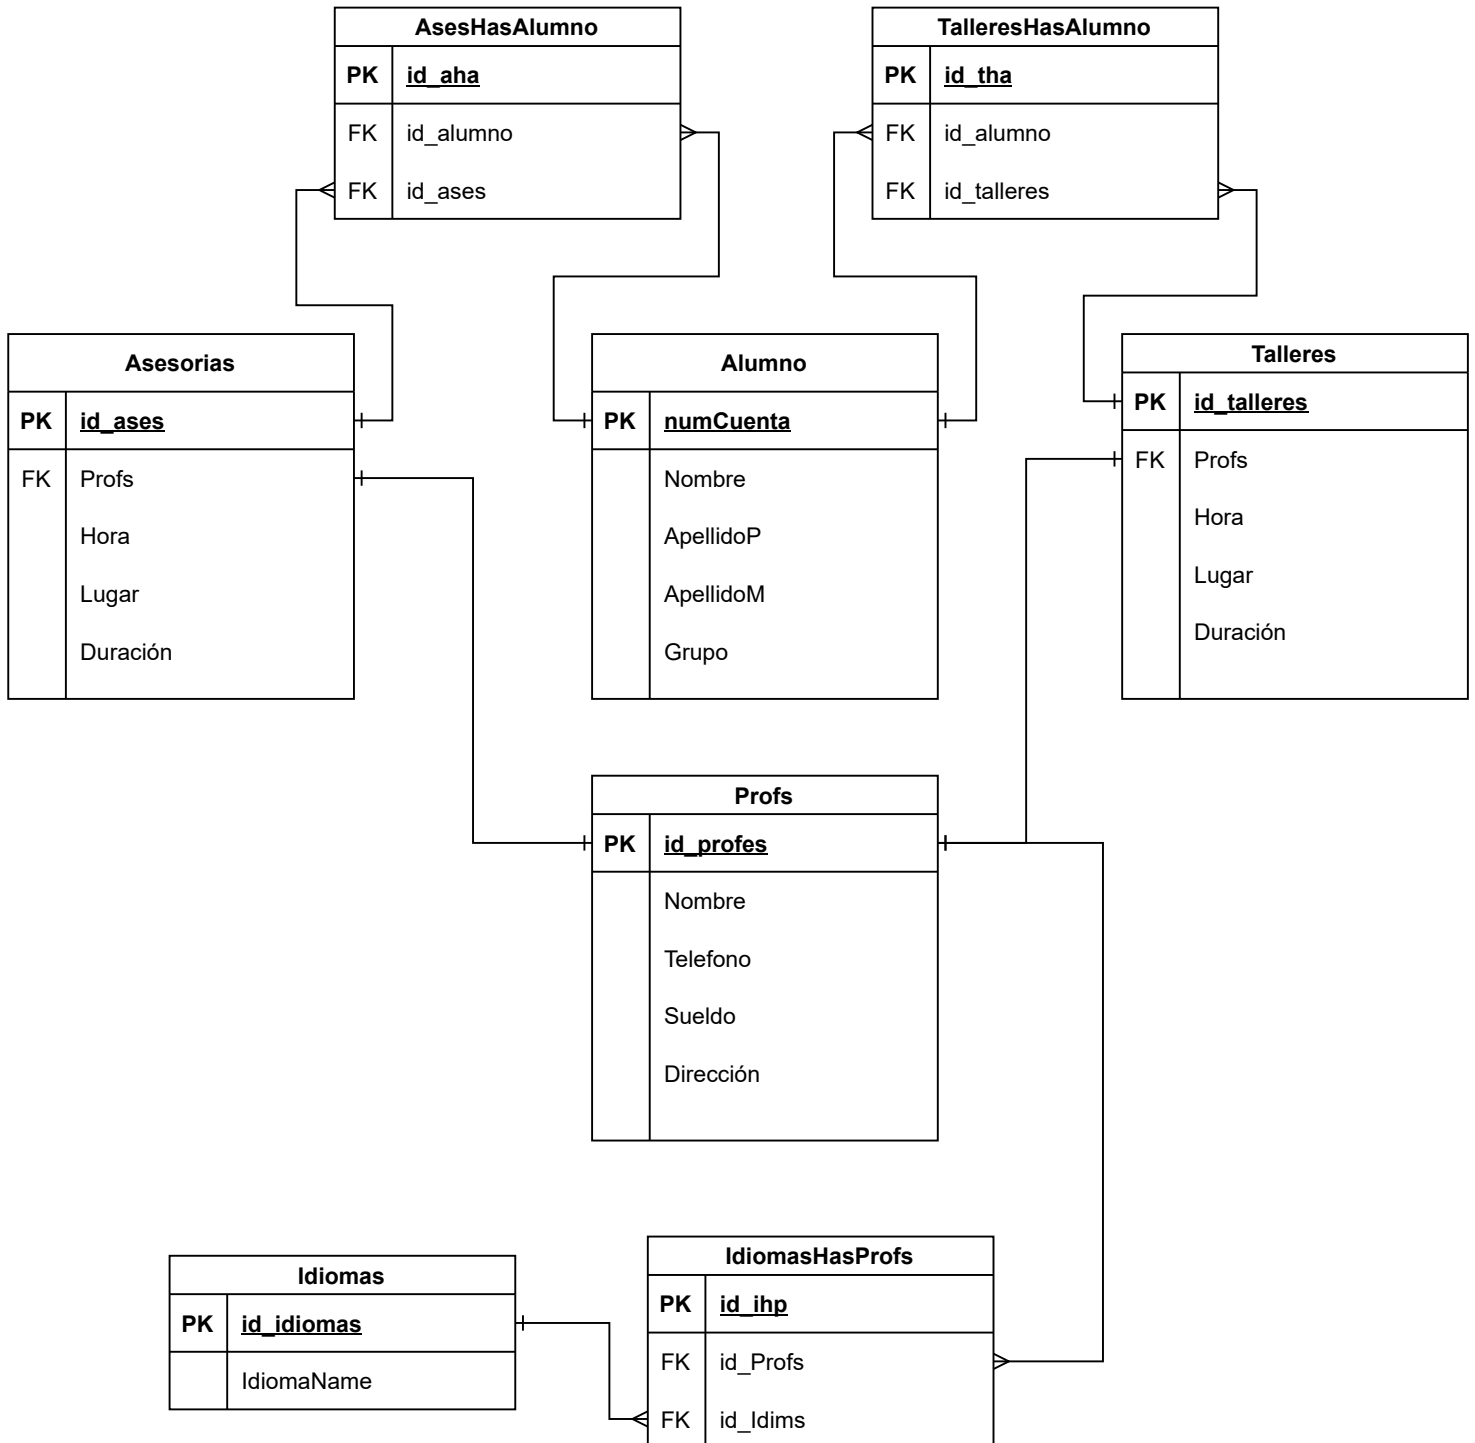 AsesHasAlumno
PK id_aha
FK id_alumno
FK id_ases
TalleresHasAlumno
PK id_tha
FK id_alumno
FK id_talleres
Asesorias
PK id_ases
FK Profs
Hora
Lugar
Duración
Alumno
PK numCuenta
Nombre
ApellidoP
ApellidoM
Grupo
Talleres
PK id_talleres
FK Profs
Hora
Lugar
Duración
Profs
PK id_profes
Nombre
Telefono
Sueldo
Dirección
Idiomas
PK id_idiomas
IdiomaName
IdiomasHasProfs
PK id_ihp
FK id_Profs
FK id_Idims